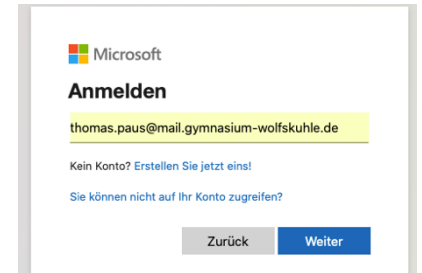 Microsoft
Anmelden
thomas.paus@mail.gymnasium-wolfskuhle.de
Kein Konto? Erstellen Sie jetzt eins!
Sie können nicht auf Ihr Konto zugreifen?
Zurück Weiter